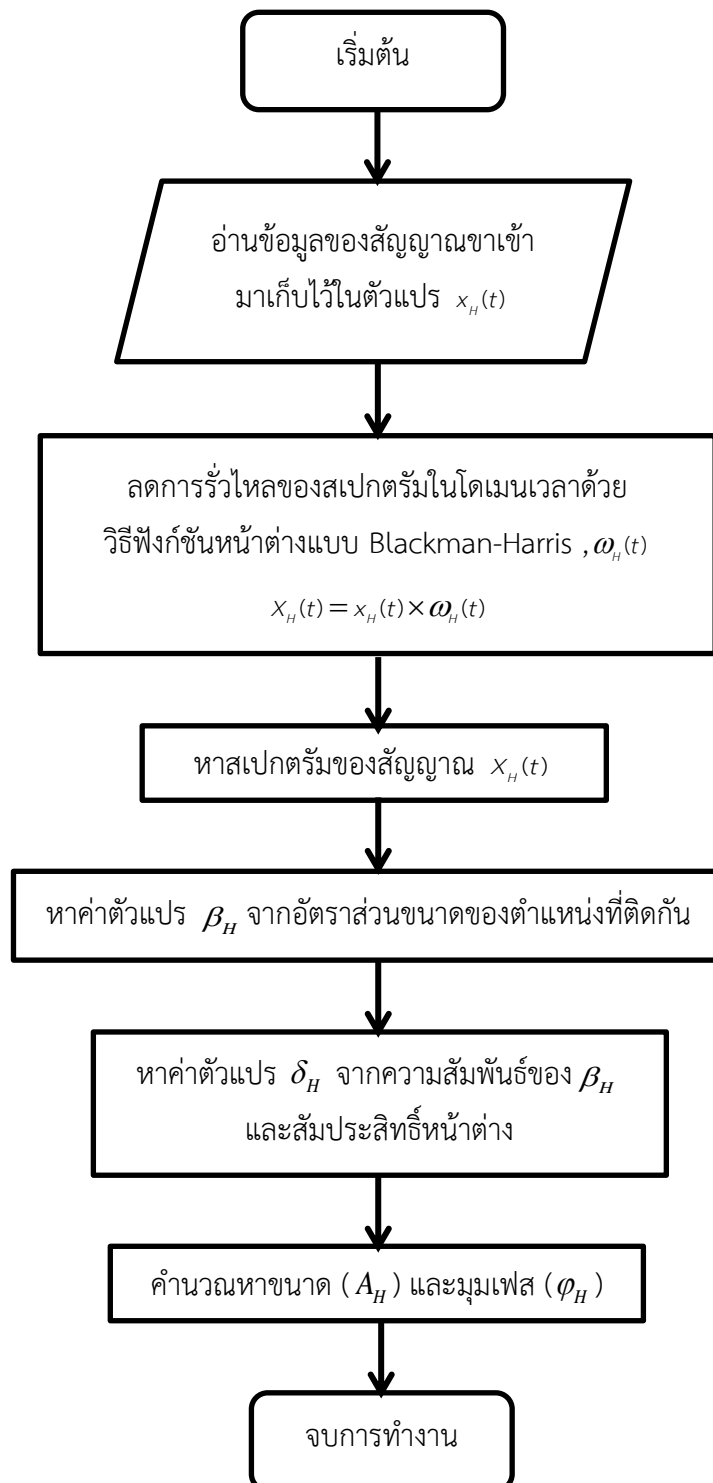 เริ่มต้น
อ่านข้อมูลของสัญญาณขาเข้า
มาเก็บไว้ในตัวแปร x_H(t)
ลดการรั่วไหลของสเปกตรัมในโดเมนเวลาด้วย
วิธีฟังก์ชันหน้าต่างแบบ Blackman-Harris , ω_H(t)
X_H(t) = x_H(t) × ω_H(t)
หาสเปกตรัมของสัญญาณ X_H(t)
หาค่าตัวแปร β_H จากอัตราส่วนขนาดของตำแหน่งที่ติดกัน
หาค่าตัวแปร δ_H จากความสัมพันธ์ของ β_H
และสัมประสิทธิ์หน้าต่าง
คำนวณหาขนาด (A_H) และมุมเฟส (φ_H)
จบการทำงาน